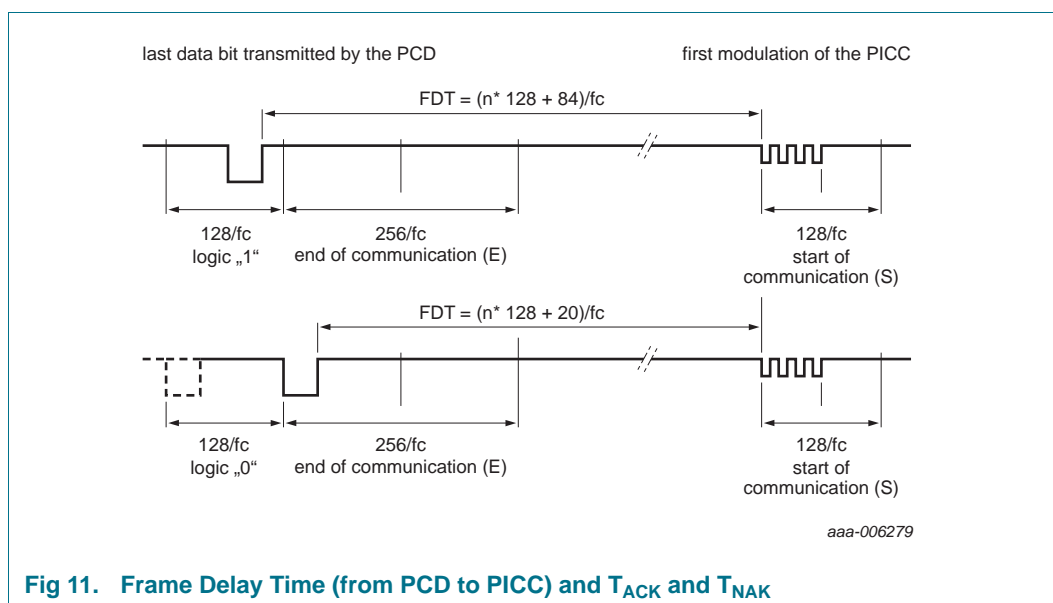 last data bit transmitted by the PCD
first modulation of the PICC
FDT = (n* 128 + 84)/fc
128/fc
logic „1“
256/fc
end of communication (E)
128/fc
start of
communication (S)
FDT = (n* 128 + 20)/fc
128/fc
logic „0“
256/fc
end of communication (E)
128/fc
start of
communication (S)
aaa-006279
Fig 11. Frame Delay Time (from PCD to PICC) and TACK and TNAK